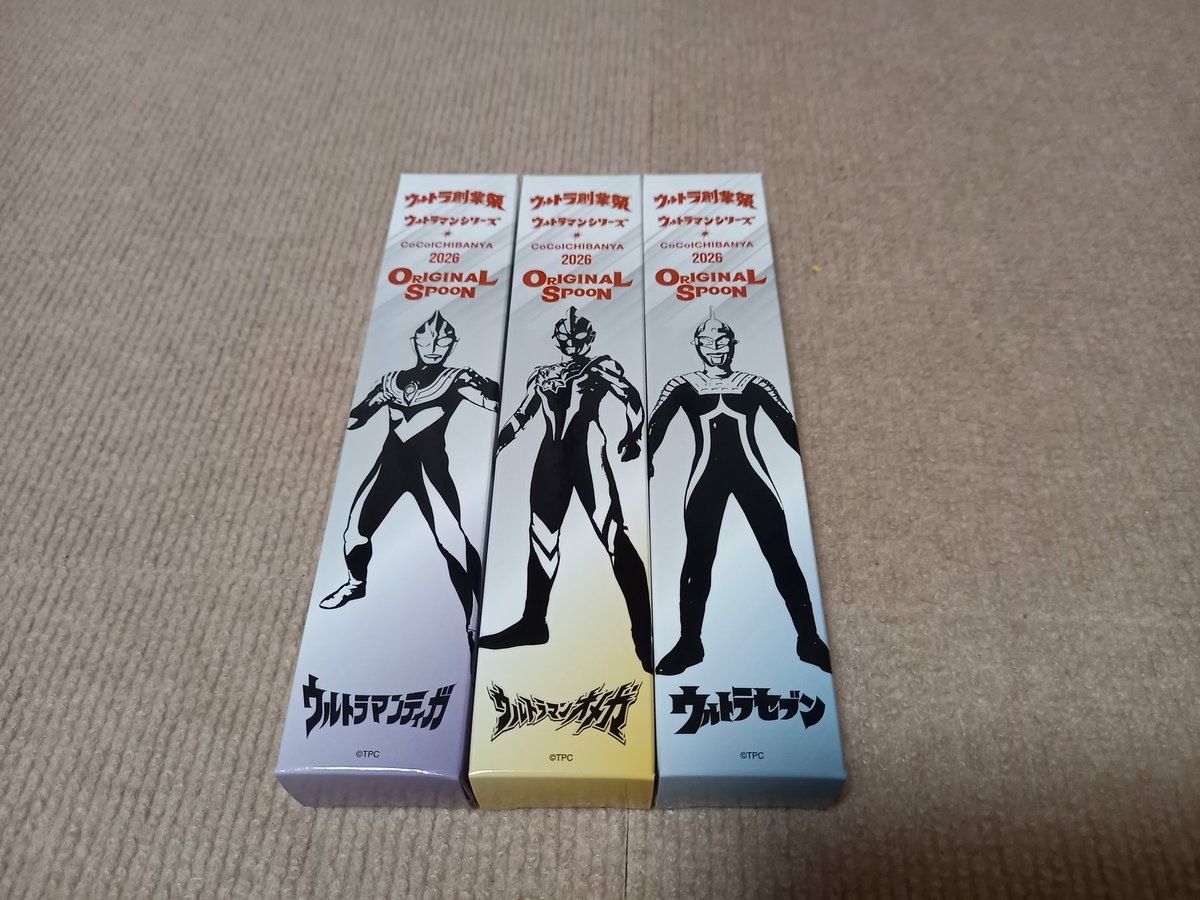 ウルトラ創業祭
ウルトラマンシリーズ
CoCoICHIBANYA
2026
ORIGINAL
SPOON
ウルトラマンティガ
©TPC
ウルトラ創業祭
ウルトラマンシリーズ
CoCoICHIBANYA
2026
ORIGINAL
SPOON
ウルトラマンオメガ
©TPC
ウルトラ創業祭
ウルトラマンシリーズ
CoCoICHIBANYA
2026
ORIGINAL
SPOON
ウルトラセブン
©TPC